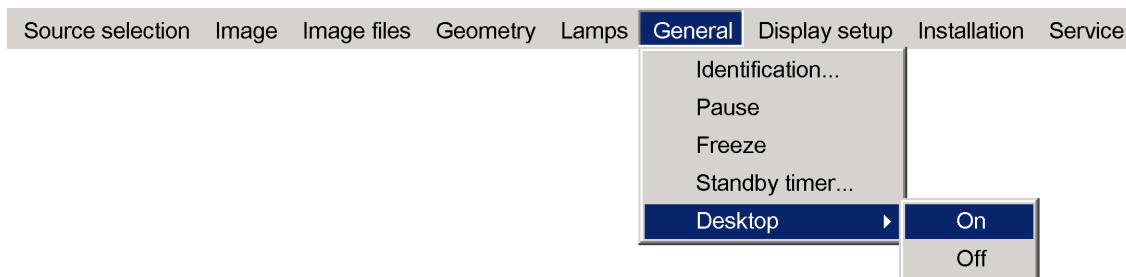 Source selection Image Image files Geometry Lamps General Display setup Installation Service
Identification...
Pause
Freeze
Standby timer...
Desktop On
Off